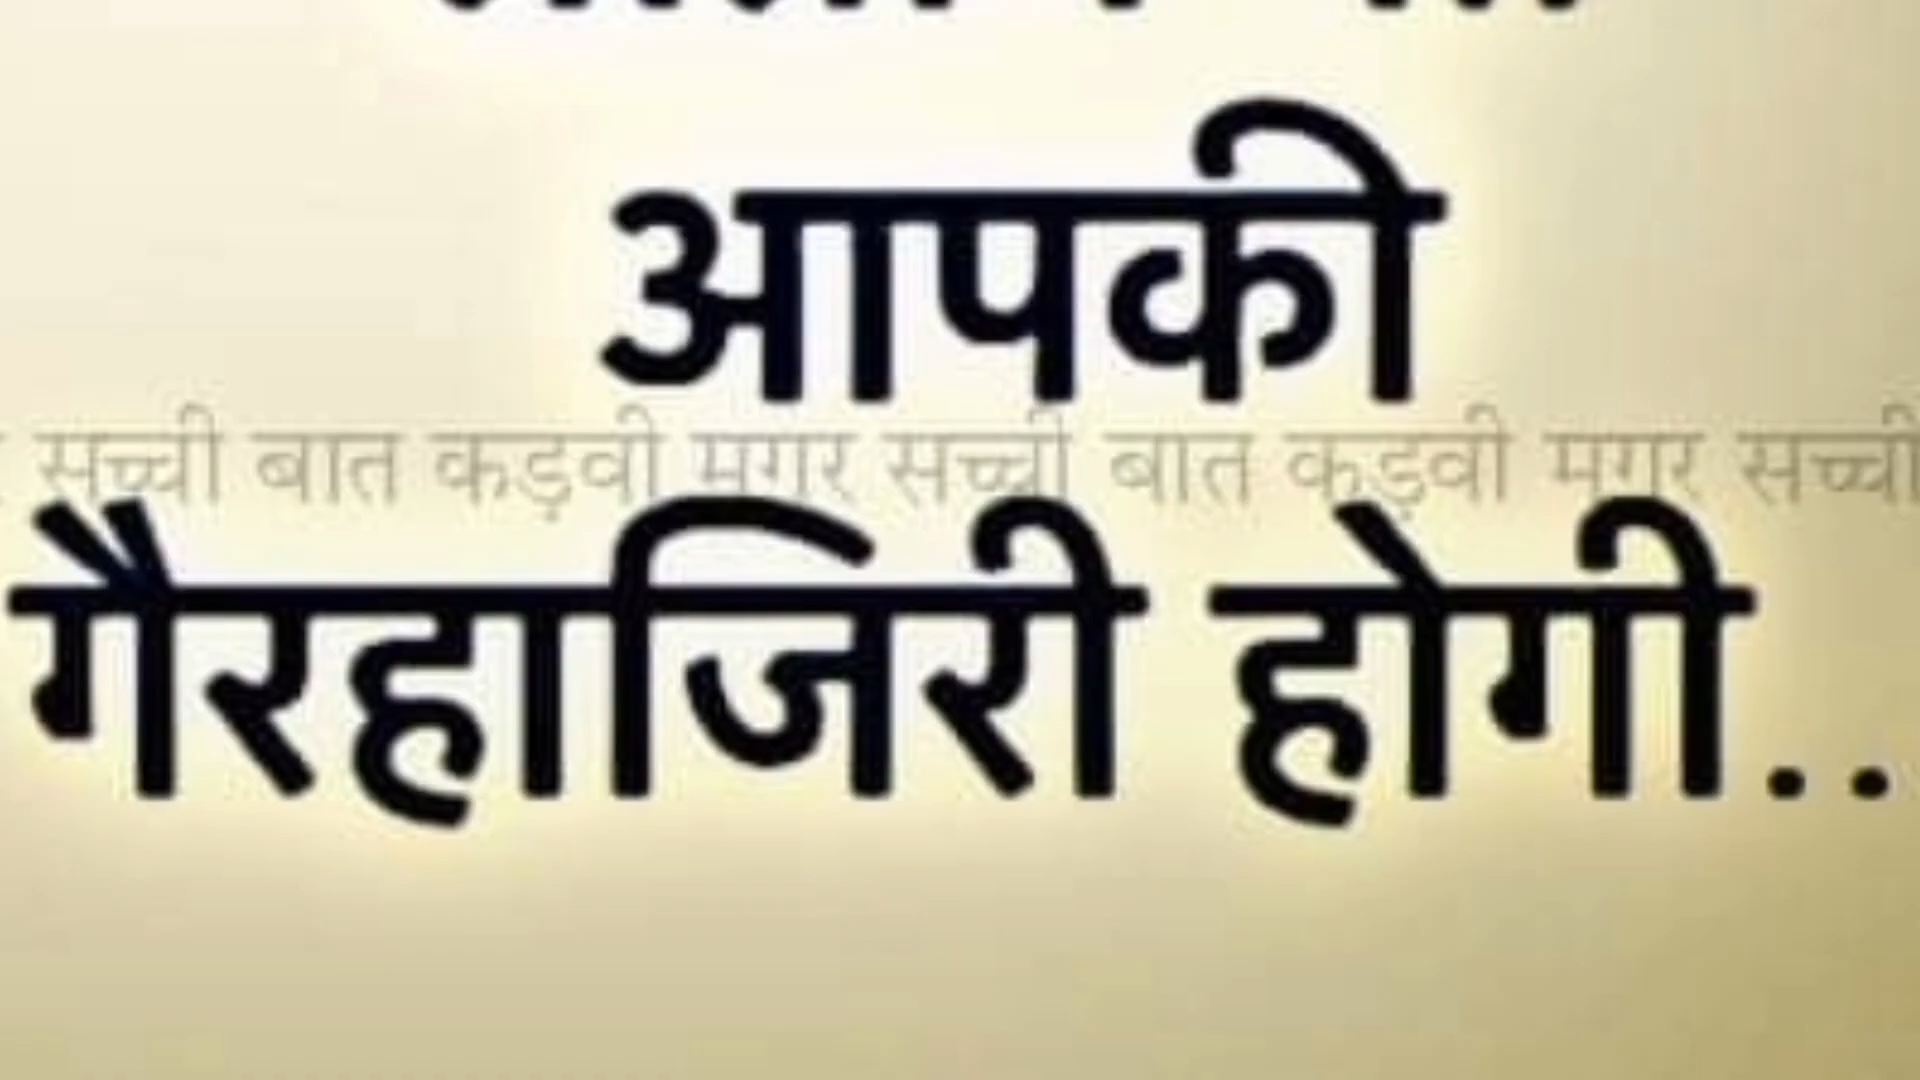 आपकी
सच्ची बात कड़वी मगर सच्ची बात कड़वी मगर सच्ची
गैरहाजिरी होगी..